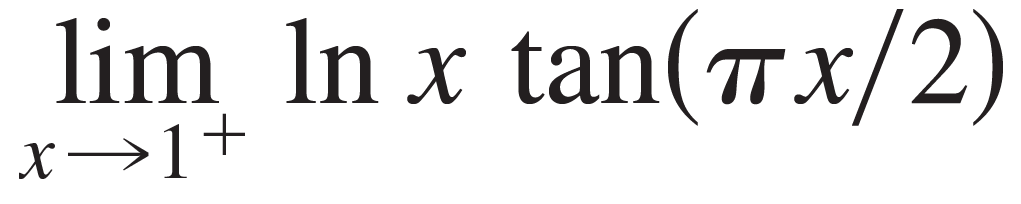 lim ln x tan(πx/2)
x→1⁺